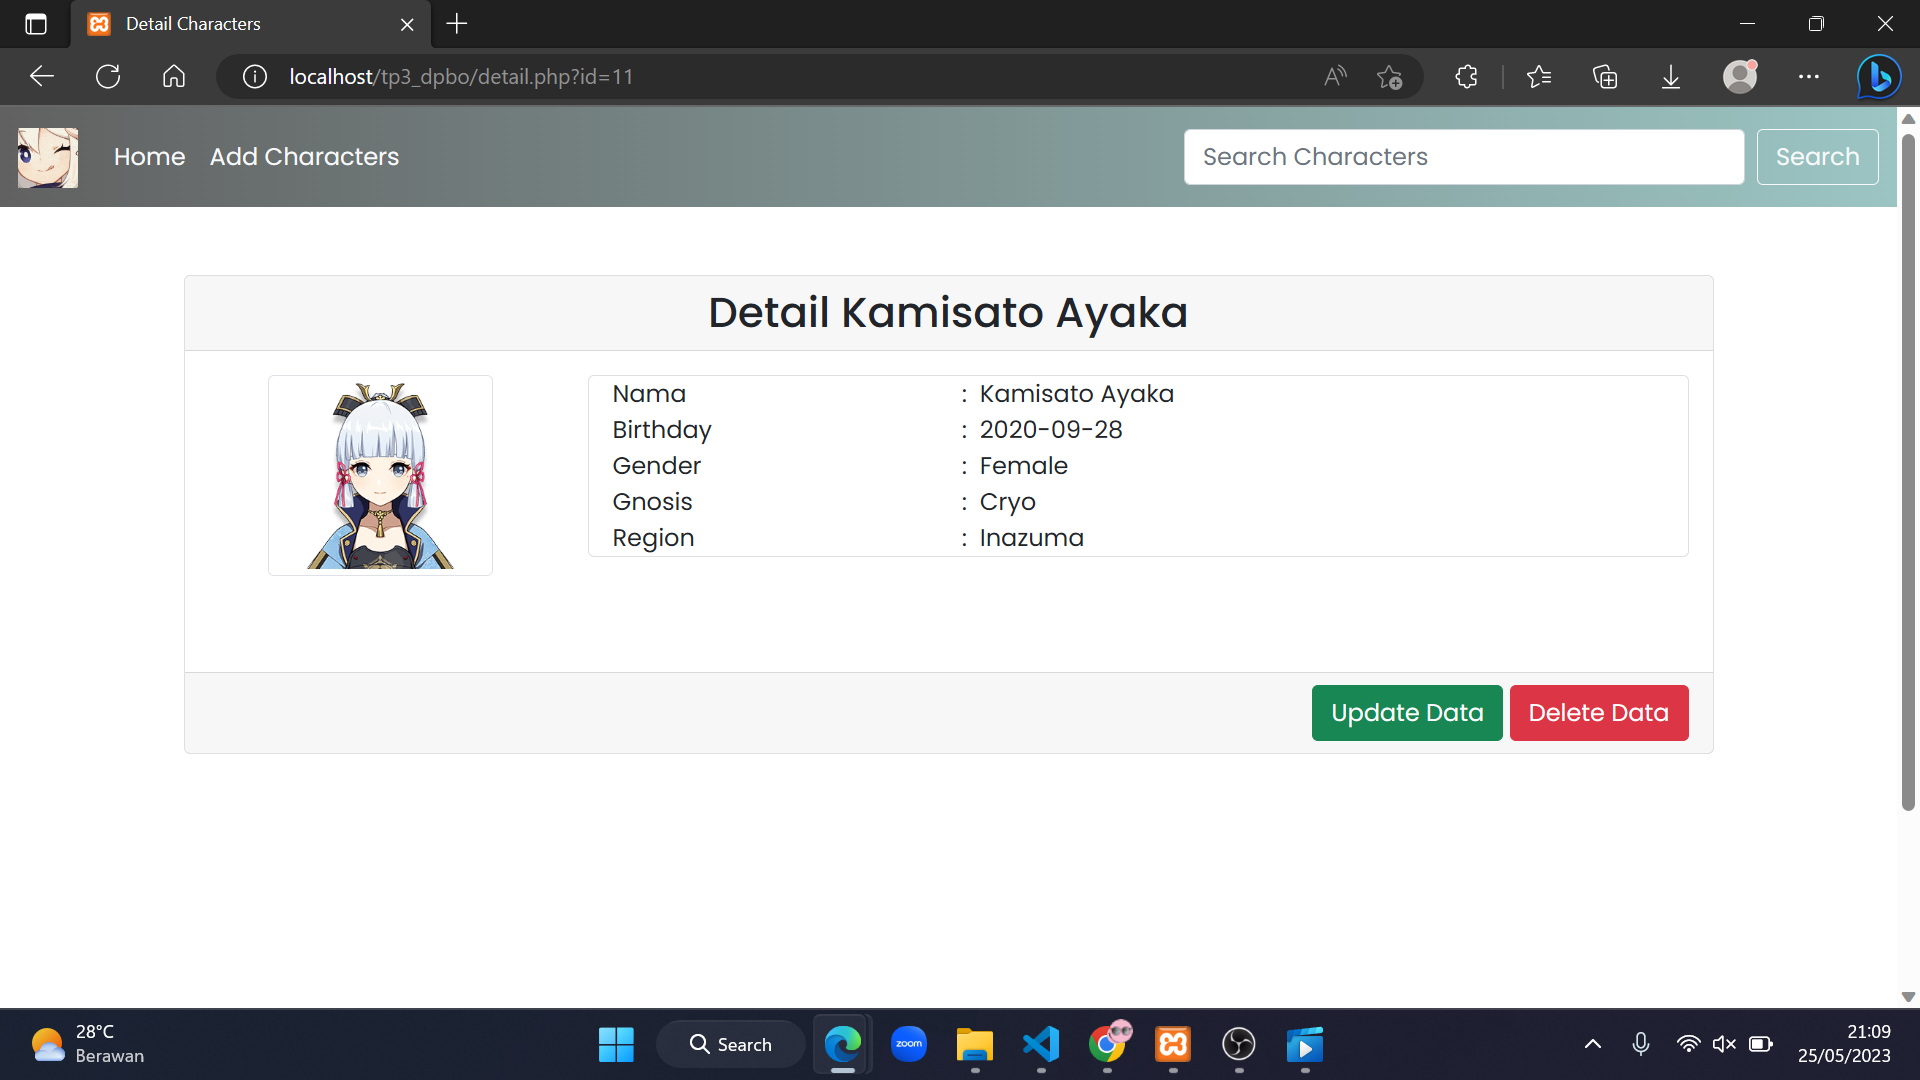 Detail Characters
localhost/tp3_dpbo/detail.php?id=11
Home Add Characters Search Characters Search
Detail Kamisato Ayaka
Nama : Kamisato Ayaka
Birthday : 2020-09-28
Gender : Female
Gnosis : Cryo
Region : Inazuma
Update Data Delete Data
28°C
Berawan
Search
zoom
21:09
25/05/2023